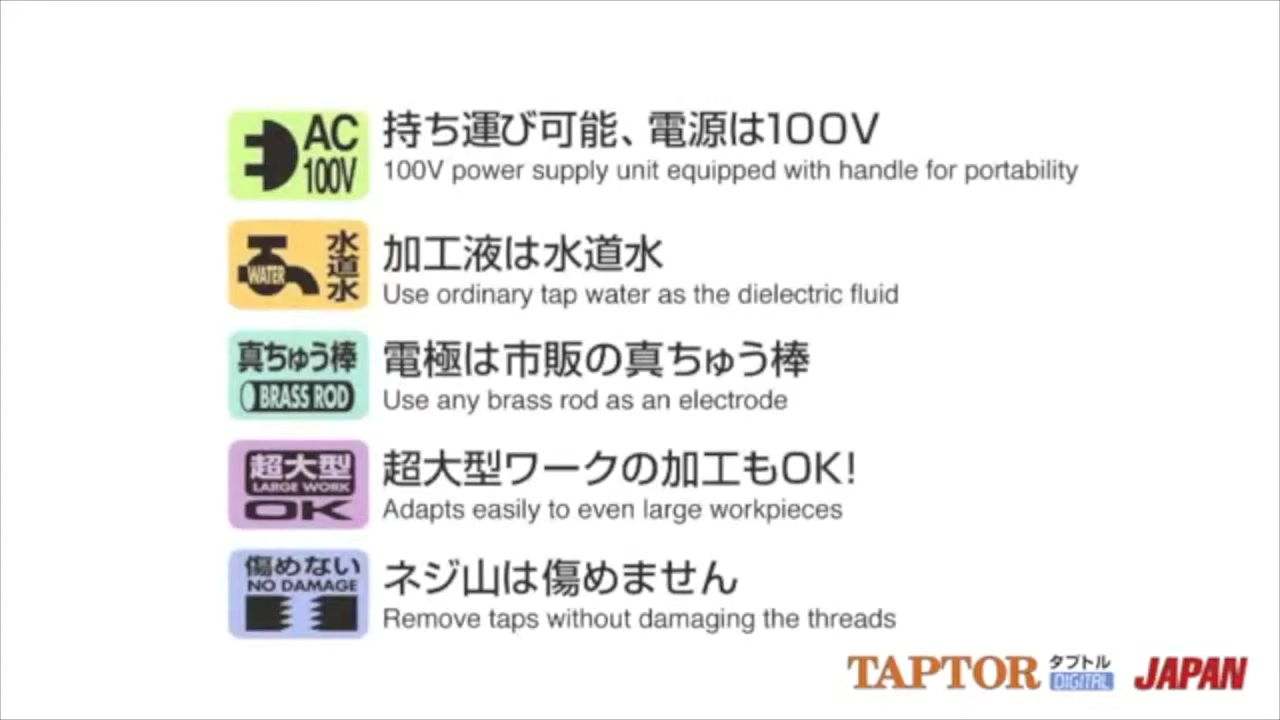 AC
100V
持ち運び可能、電源は100V
100V power supply unit equipped with handle for portability
WATER
水道水
加工液は水道水
Use ordinary tap water as the dielectric fluid
真ちゅう棒
BRASS ROD
電極は市販の真ちゅう棒
Use any brass rod as an electrode
超大型
LARGE WORK
OK
超大型ワークの加工もOK!
Adapts easily to even large workpieces
傷めない
NO DAMAGE
ネジ山は傷めません
Remove taps without damaging the threads
TAPTOR タプトル DIGITAL JAPAN